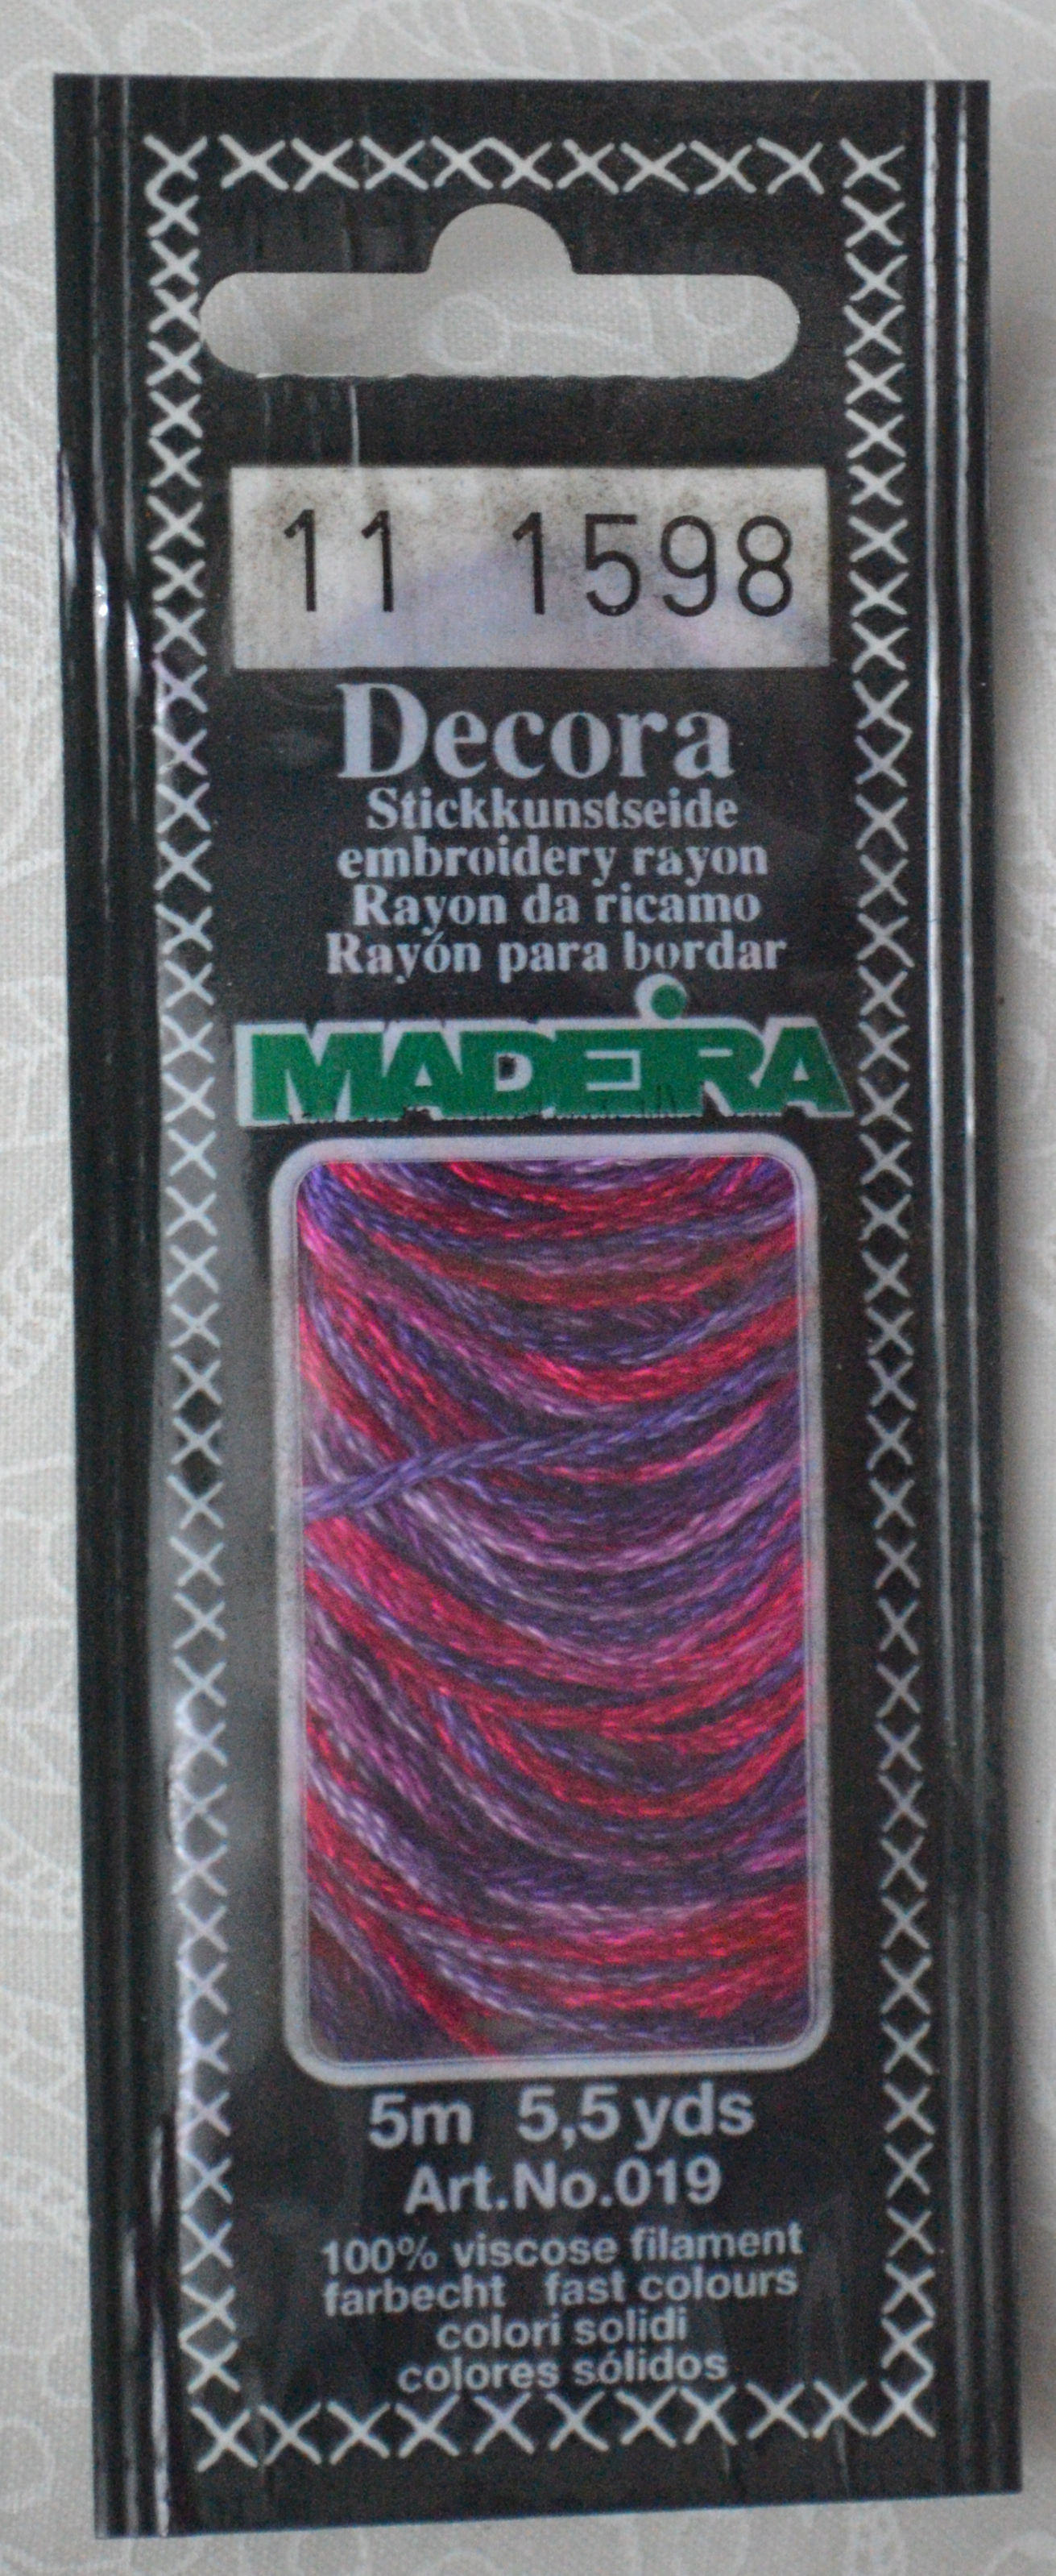 11 1598
Decora
Stickkunstseide
embroidery rayon
Rayon da ricamo
Rayón para bordar
MADEIRA
5m 5,5 yds
Art.No.019
100% viscose filament
farbecht fast colours
colori solidi
colores sólidos